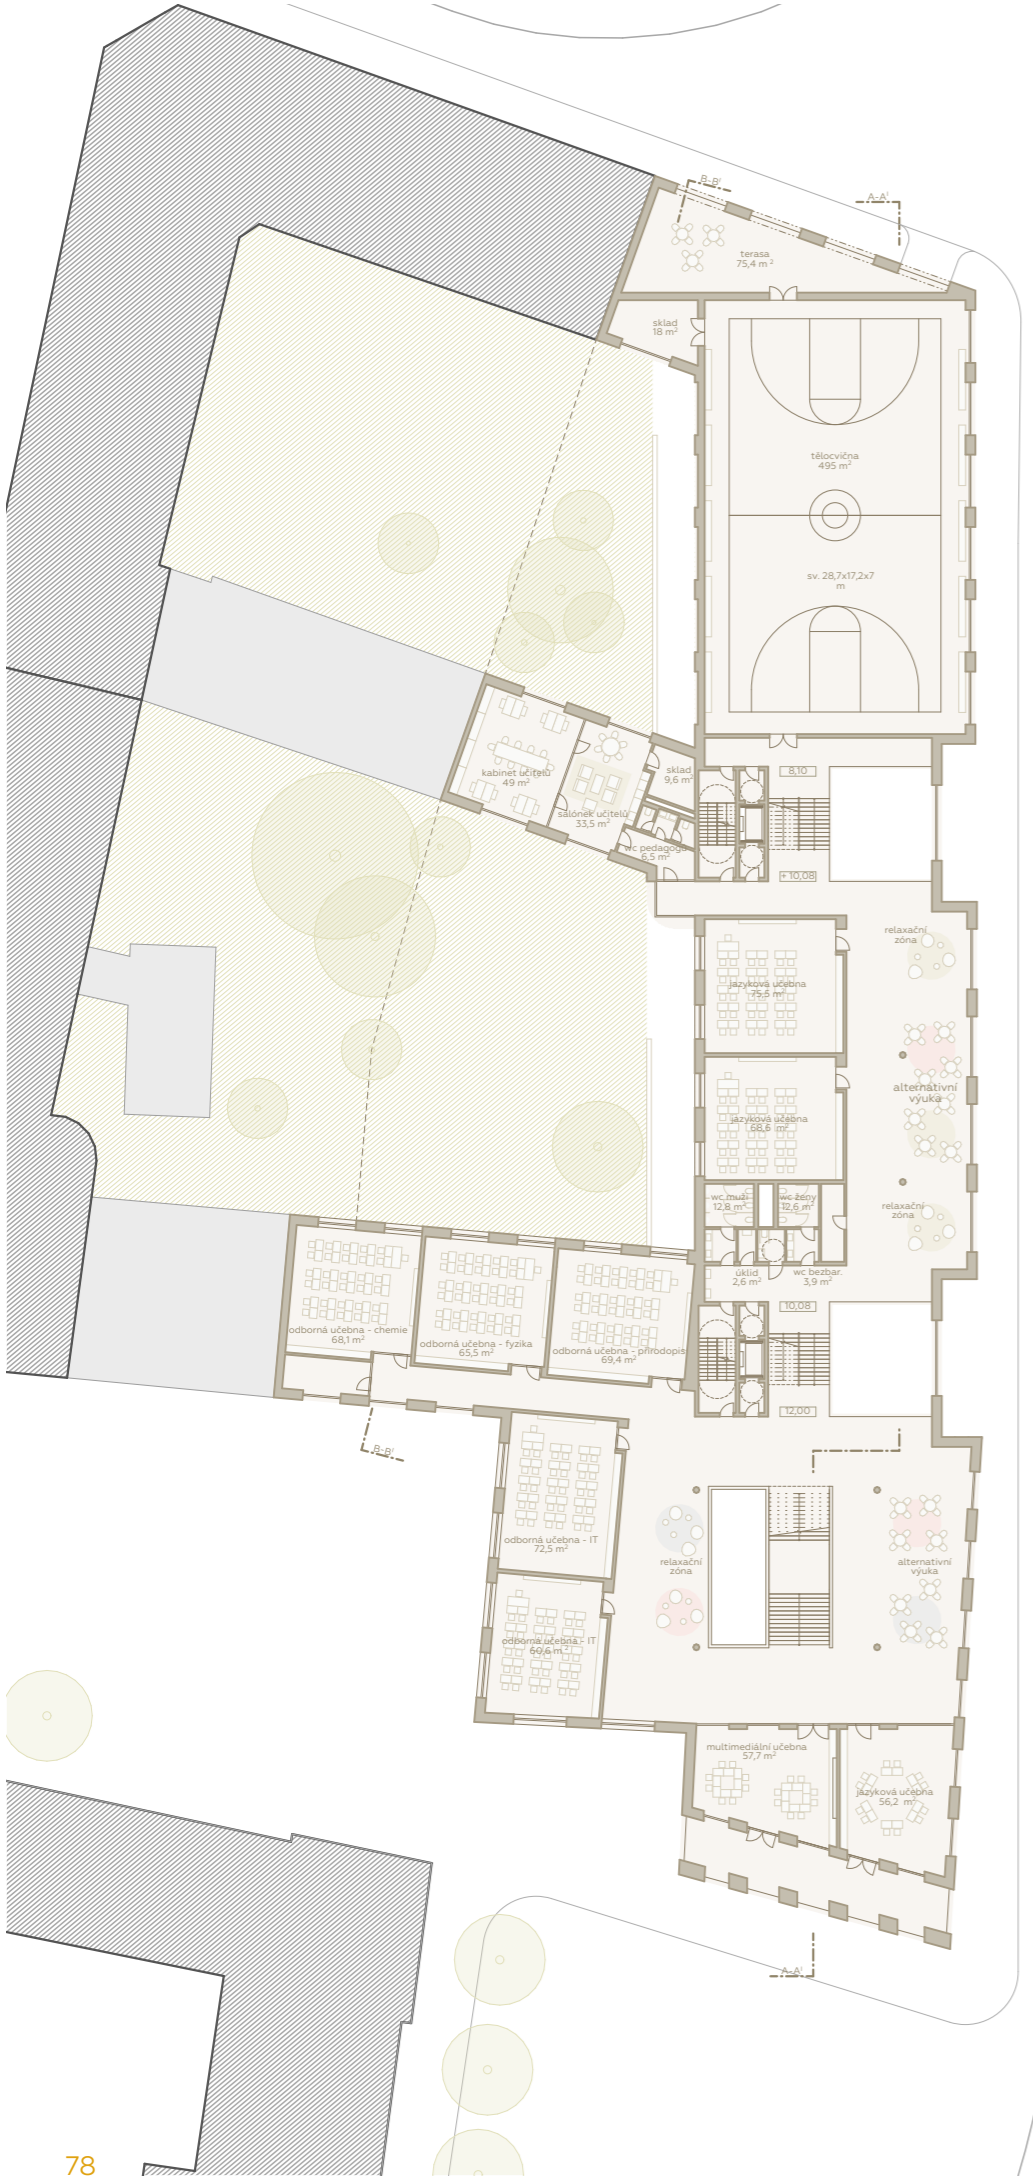 B-B'
A-A'
terasa
75,4 m²
sklad
18 m²
tělocvična
495 m²
sv. 28,7x17,2x7
m
kabinet učitelů
49 m²
salónek učitelů
33,5 m²
sklad
9,6 m²
wc pedagogů
6,5 m²
8,10
+ 10,08
relaxační
zóna
jazyková učebna
75,5 m²
alternativní
výuka
jazyková učebna
68,6 m²
wc muži
12,8 m²
wc ženy
12,6 m²
relaxační
zóna
úklid
2,6 m²
wc bezbar.
3,9 m²
10,08
odborná učebna - chemie
68,1 m²
odborná učebna - fyzika
65,5 m²
odborná učebna - přírodopis
69,4 m²
12,00
B-B'
odborná učebna - IT
72,5 m²
relaxační
zóna
alternativní
výuka
odborná učebna - IT
60,6 m²
multimediální učebna
57,7 m²
jazyková učebna
56,2 m²
A-A'
78